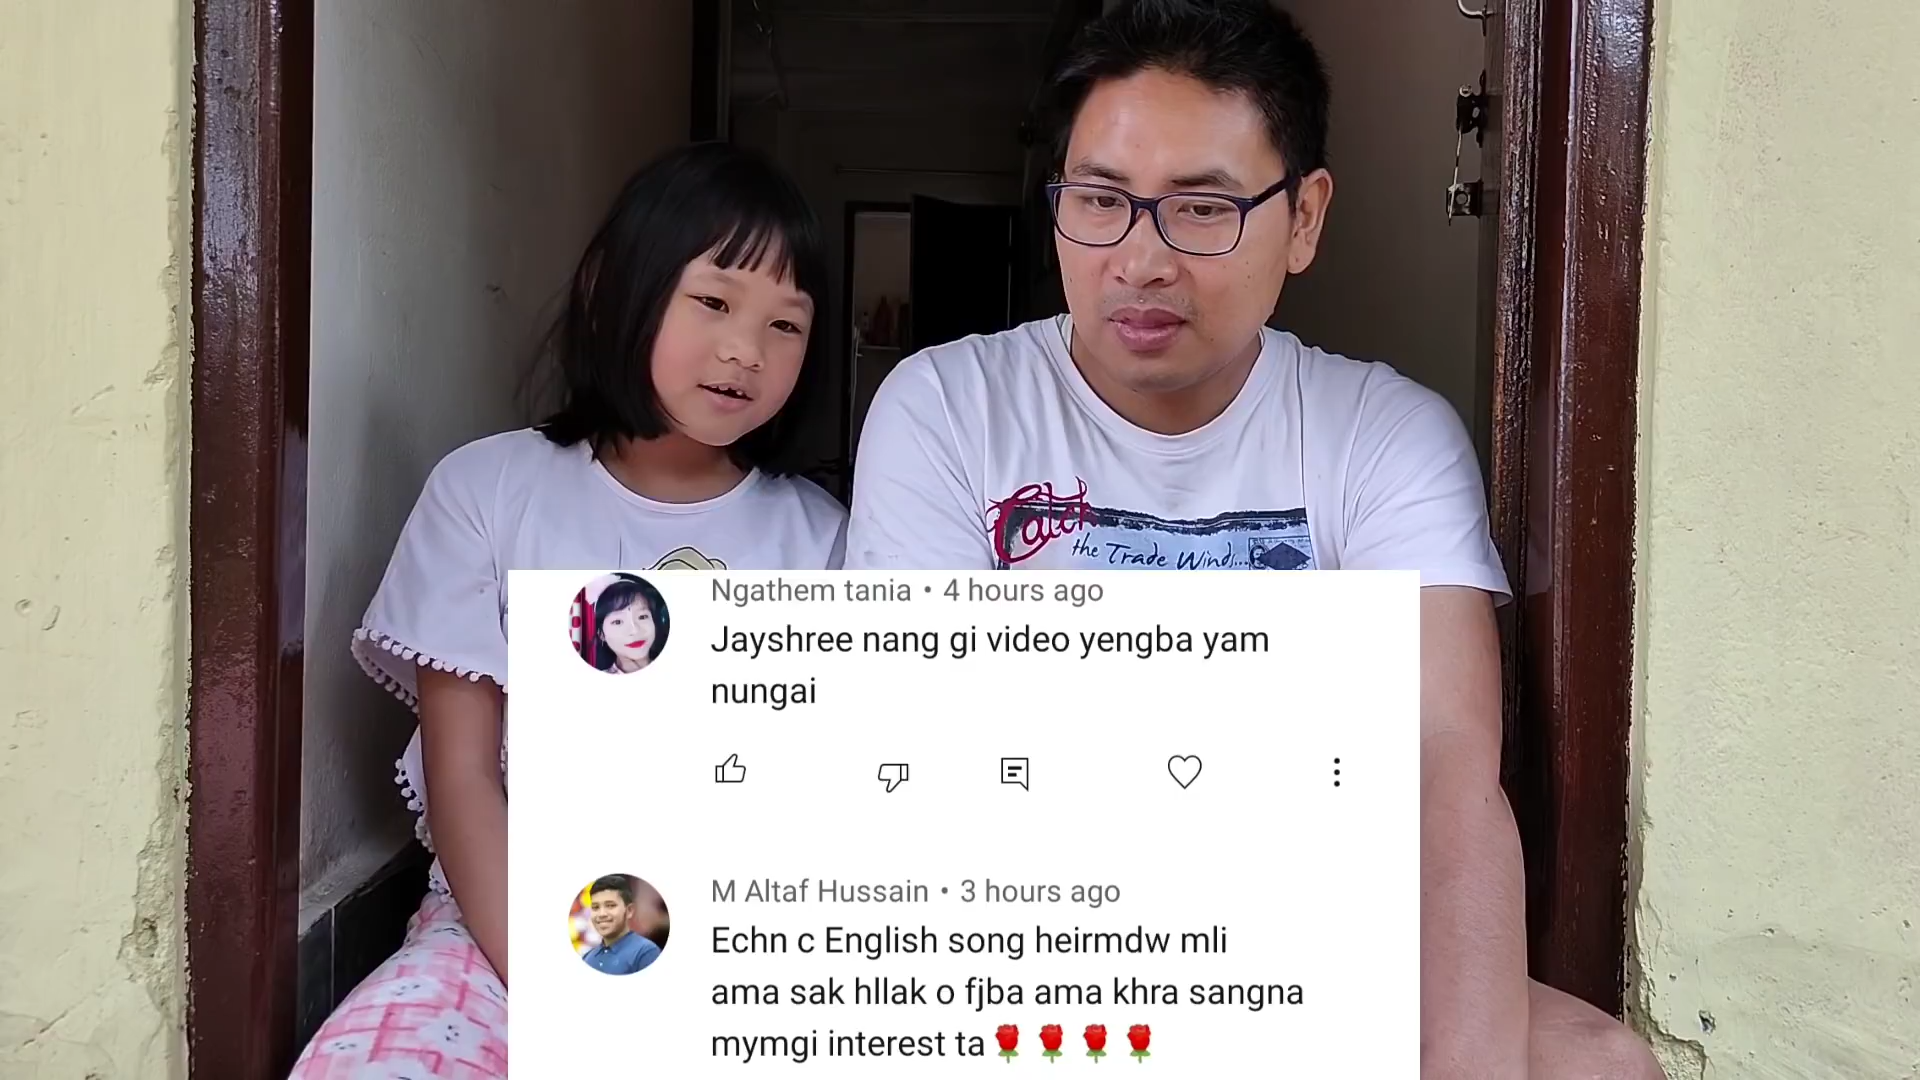 Catch
the Trade Winds...
Ngathem tania • 4 hours ago
Jayshree nang gi video yengba yam
nungai
M Altaf Hussain • 3 hours ago
Echn c English song heirmdw mli
ama sak hllak o fjba ama khra sangna
mymgi interest ta🌹🌹🌹🌹